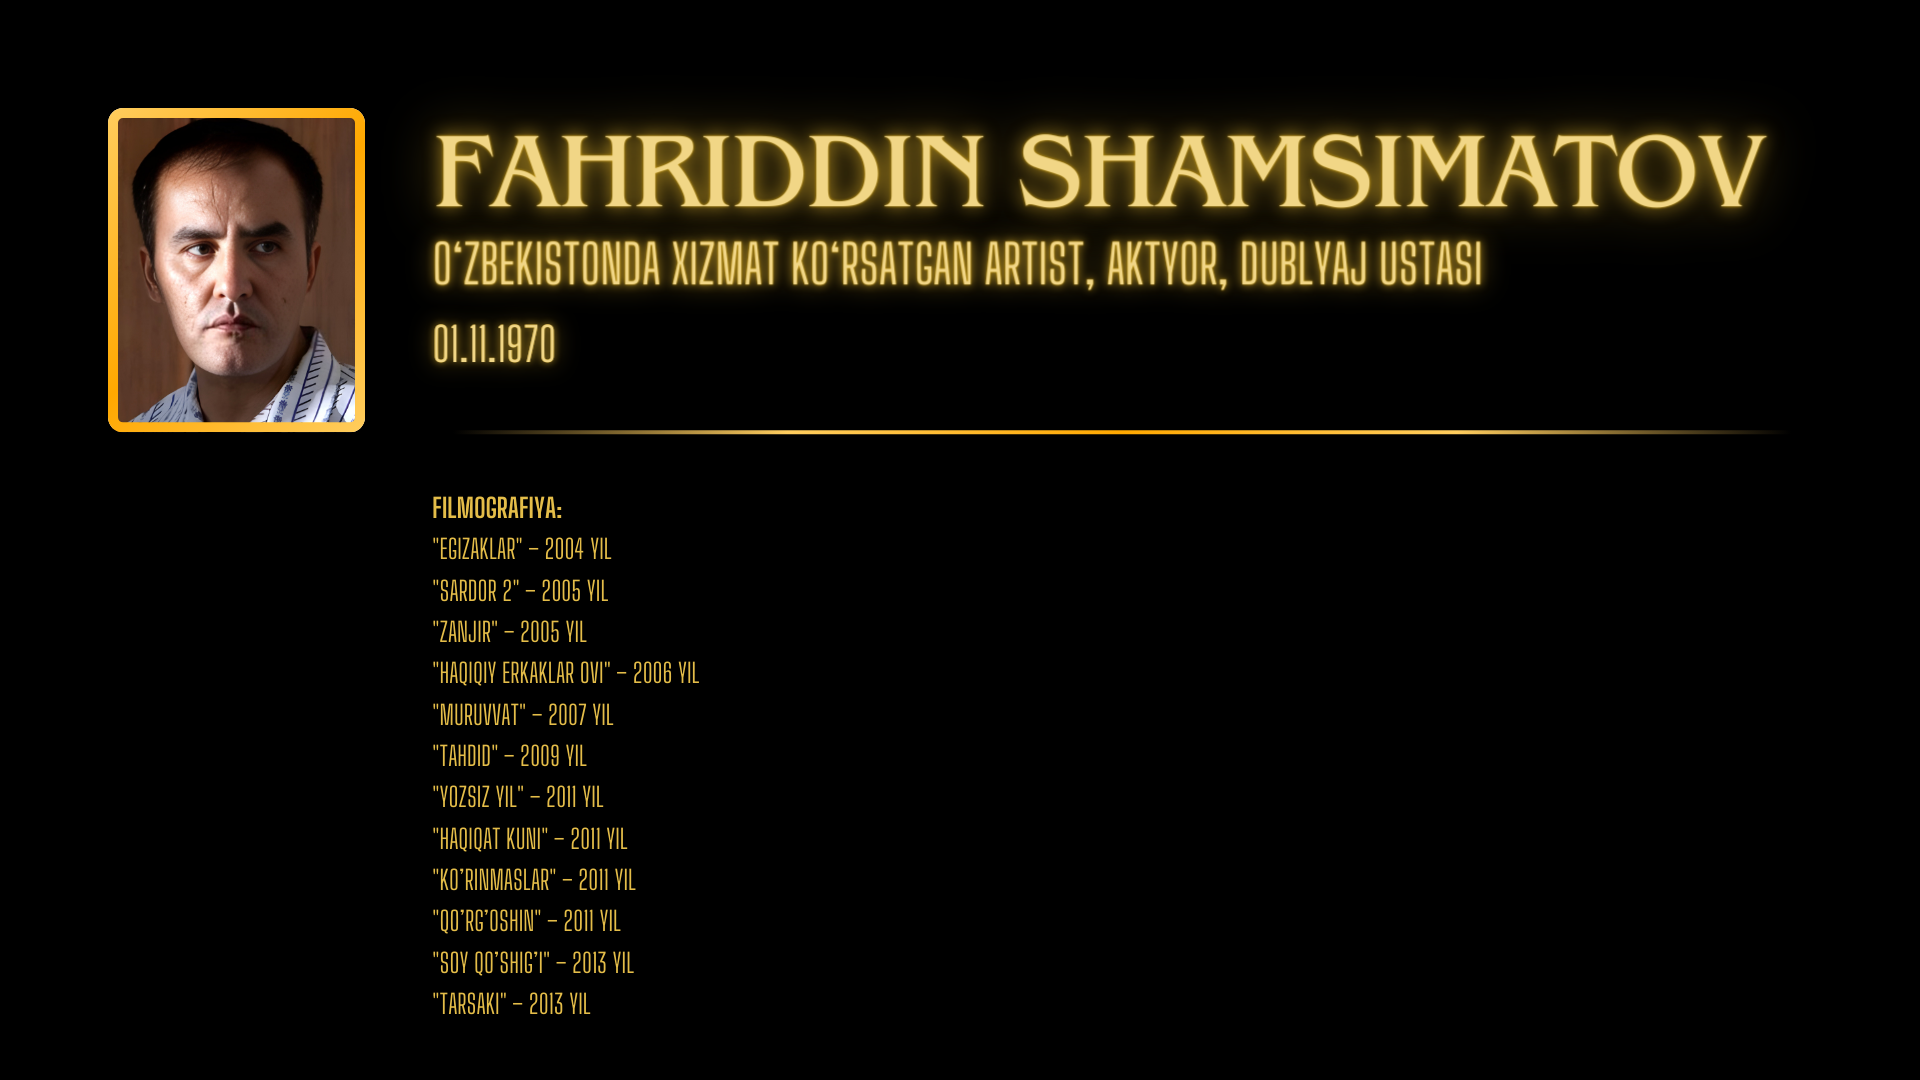 FAHRIDDIN SHAMSIMATOV
O‘ZBEKISTONDA XIZMAT KO‘RSATGAN ARTIST, AKTYOR, DUBLYAJ USTASI
01.11.1970
FILMOGRAFIYA:
"EGIZAKLAR" – 2004 YIL
"SARDOR 2" – 2005 YIL
"ZANJIR" – 2005 YIL
"HAQIQIY ERKAKLAR OVI" – 2006 YIL
"MURUVVAT" – 2007 YIL
"TAHDID" – 2009 YIL
"YOZSIZ YIL" – 2011 YIL
"HAQIQAT KUNI" – 2011 YIL
"KO’RINMASLAR" – 2011 YIL
"QO’RG’OSHIN" – 2011 YIL
"SOY QO’SHIG’I" – 2013 YIL
"TARSAKI" – 2013 YIL